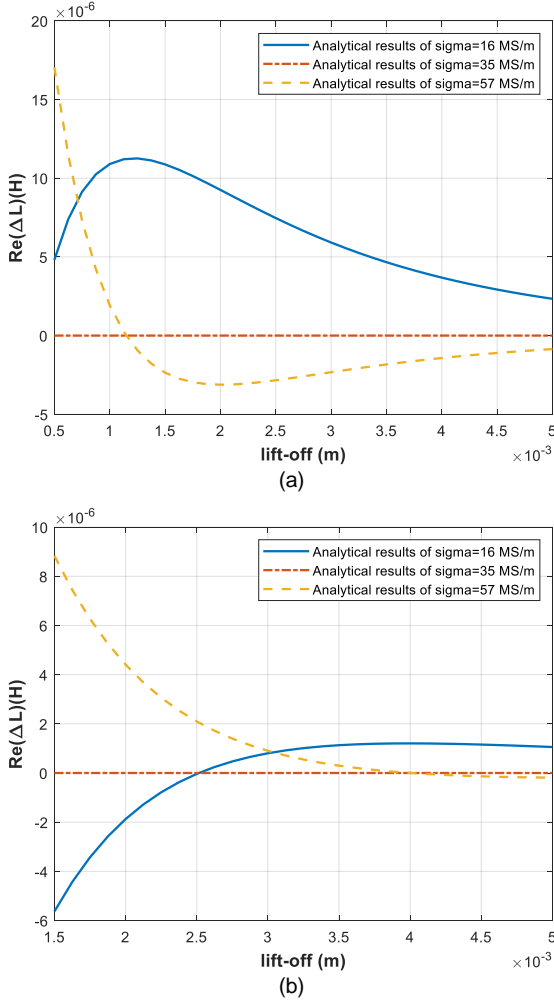 ×10⁻⁶
20
15
10
5
0
-5
Re(ΔL)(H)
Analytical results of sigma=16 MS/m
Analytical results of sigma=35 MS/m
Analytical results of sigma=57 MS/m
0.5 1 1.5 2 2.5 3 3.5 4 4.5 5
lift-off (m)
×10⁻³
(a)
×10⁻⁶
10
8
6
4
2
0
-2
-4
-6
Re(ΔL)(H)
Analytical results of sigma=16 MS/m
Analytical results of sigma=35 MS/m
Analytical results of sigma=57 MS/m
1.5 2 2.5 3 3.5 4 4.5 5
lift-off (m)
×10⁻³
(b)